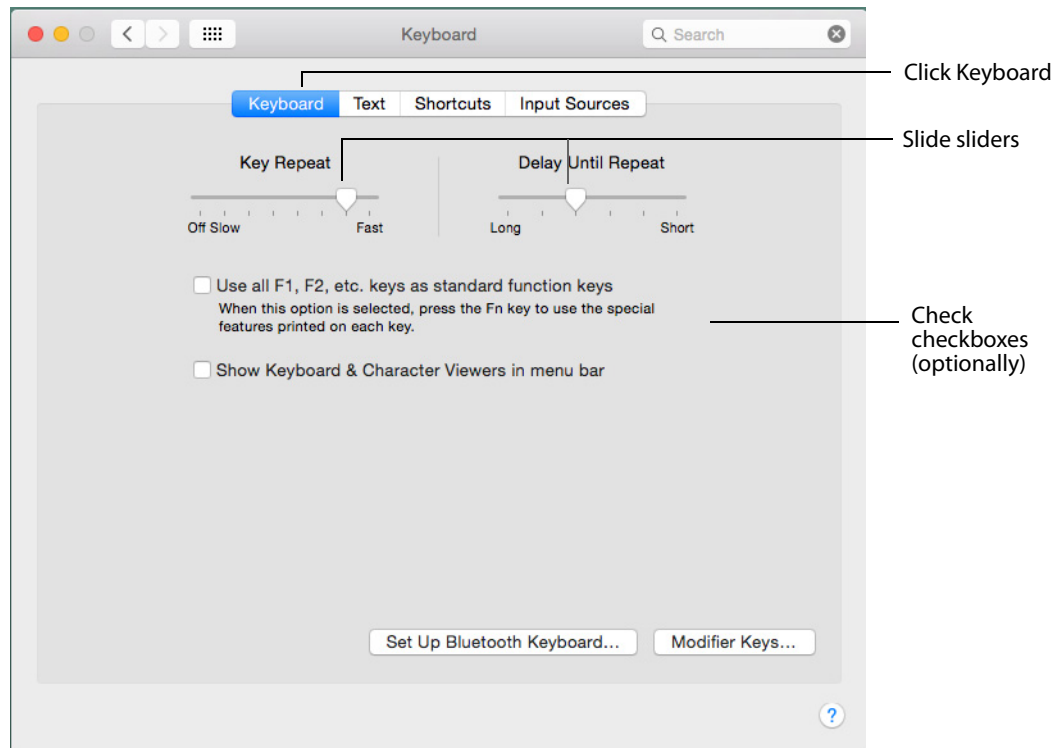 Keyboard
Search
Click Keyboard
Keyboard Text Shortcuts Input Sources
Slide sliders
Key Repeat Delay Until Repeat
Off Slow Fast Long Short
Use all F1, F2, etc. keys as standard function keys
When this option is selected, press the Fn key to use the special
features printed on each key.
Check
checkboxes
(optionally)
Show Keyboard & Character Viewers in menu bar
Set Up Bluetooth Keyboard... Modifier Keys...
?